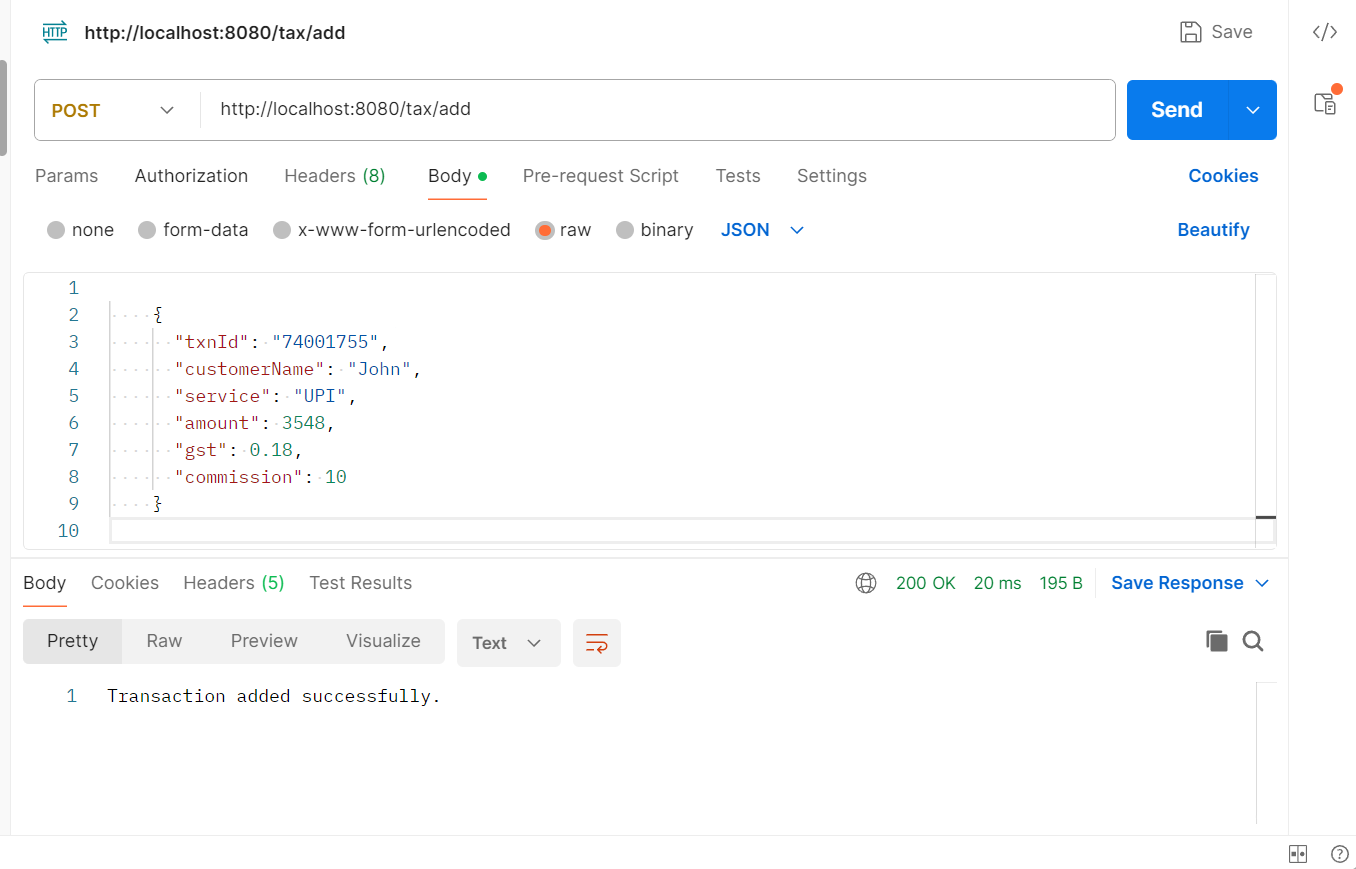 HTTP http://localhost:8080/tax/add Save
POST http://localhost:8080/tax/add Send
Params Authorization Headers (8) Body Pre-request Script Tests Settings Cookies
none form-data x-www-form-urlencoded raw binary JSON Beautify
1
2 {
3 "txnId": "74001755",
4 "customerName": "John",
5 "service": "UPI",
6 "amount": 3548,
7 "gst": 0.18,
8 "commission": 10
9 }
10
Body Cookies Headers (5) Test Results 200 OK 20 ms 195 B Save Response
Pretty Raw Preview Visualize Text
1 Transaction added successfully.